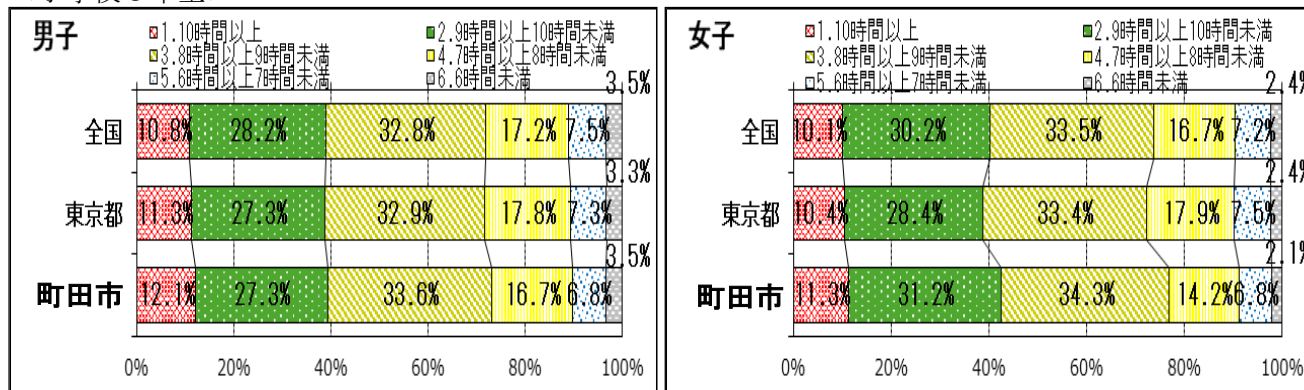 男子
1.10時間以上
2.9時間以上10時間未満
3.8時間以上9時間未満
4.7時間以上8時間未満
5.6時間以上7時間未満
6.6時間未満
3.5%
全国
10.8%
28.2%
32.8%
17.2%
7.5%
3.3%
東京都
11.3%
27.3%
32.9%
17.8%
7.3%
3.5%
町田市
12.1%
27.3%
33.6%
16.7%
6.8%
0%
20%
40%
60%
80%
100%
女子
1.10時間以上
2.9時間以上10時間未満
3.8時間以上9時間未満
4.7時間以上8時間未満
5.6時間以上7時間未満
6.6時間未満
2.4%
全国
10.1%
30.2%
33.5%
16.7%
7.2%
2.4%
東京都
10.4%
28.4%
33.4%
17.9%
7.5%
2.1%
町田市
11.3%
31.2%
34.3%
14.2%
6.8%
0%
20%
40%
60%
80%
100%